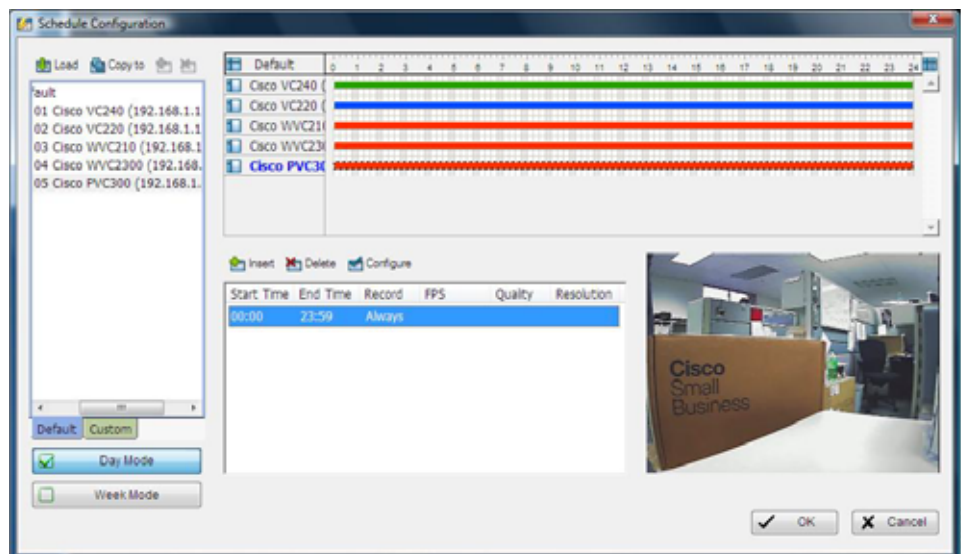 Schedule Configuration
Load Copy to
fault
01 Cisco VC240 (192.168.1.1
02 Cisco VC220 (192.168.1.1
03 Cisco WVC210 (192.168.1
04 Cisco WVC2300 (192.168.
05 Cisco PVC300 (192.168.1.
Default Custom
Day Mode
Week Mode
Default 0 1 2 3 4 5 6 7 8 9 10 11 12 13 14 15 16 17 18 19 20 21 22 23 24
Cisco VC240 (
Cisco VC220 (
Cisco WVC21
Cisco WVC23
Cisco PVC30
Insert Delete Configure
Start Time End Time Record FPS Quality Resolution
00:00 23:59 Always
Cisco
Small
Business
OK Cancel